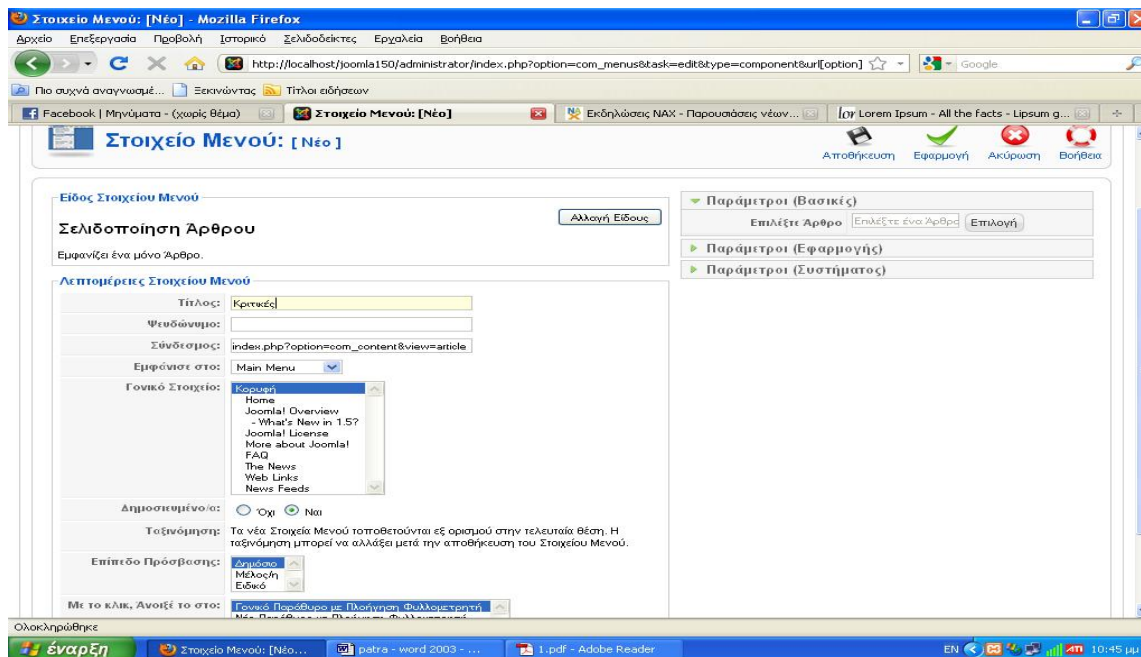 Στοιχείο Μενού: [Νέο] - Mozilla Firefox
Αρχείο Επεξεργασία Προβολή Ιστορικό Σελιδοδείκτες Εργαλεία Βοήθεια
http://localhost/joomla150/administrator/index.php?option=com_menus&task=edit&type=component&url[option] Google
Πιο συχνά αναγνωσμέ... Ξεκινώντας Τίτλοι ειδήσεων
Facebook | Μηνύματα - (χωρίς θέμα) Στοιχείο Μενού: [Νέο] Εκδηλώσεις ΝΑΧ - Παρουσιάσεις νέων... Lorem Ipsum - All the facts - Lipsum g...
Στοιχείο Μενού: [ Νέο ]
Αποθήκευση Εφαρμογή Ακύρωση Βοήθεια
Είδος Στοιχείου Μενού
Αλλαγή Είδους
Σελιδοποίηση Άρθρου
Εμφανίζει ένα μόνο Άρθρο.
Παράμετροι (Βασικές)
Επιλέξτε Άρθρο Επιλέξτε ένα Άρθρο Επιλογή
Παράμετροι (Εφαρμογής)
Παράμετροι (Συστήματος)
Λεπτομέρειες Στοιχείου Μενού
Τίτλος: Κριτικές
Ψευδώνυμο:
Σύνδεσμος: index.php?option=com_content&view=article
Εμφάνισε στο: Main Menu
Γονικό Στοιχείο: Κορυφή
Home
Joomla! Overview
- What's New in 1.5?
Joomla! License
More about Joomla!
FAQ
The News
Web Links
News Feeds
Δημοσιευμένο/α: Όχι Ναι
Ταξινόμηση: Τα νέα Στοιχεία Μενού τοποθετούνται εξ ορισμού στην τελευταία θέση. Η
ταξινόμηση μπορεί να αλλάξει μετά την αποθήκευση του Στοιχείου Μενού.
Επίπεδο Πρόσβασης: Δημόσιο
Μέλος/η
Ειδικό
Με το κλικ, Άνοιξέ το στο: Γονικό Παράθυρο με Πλοήγηση Φυλλομετρητή
Ολοκληρώθηκε
έναρξη Στοιχείο Μενού: [Νέο... patra - word 2003 - ... 1.pdf - Adobe Reader EN 10:45 μμ